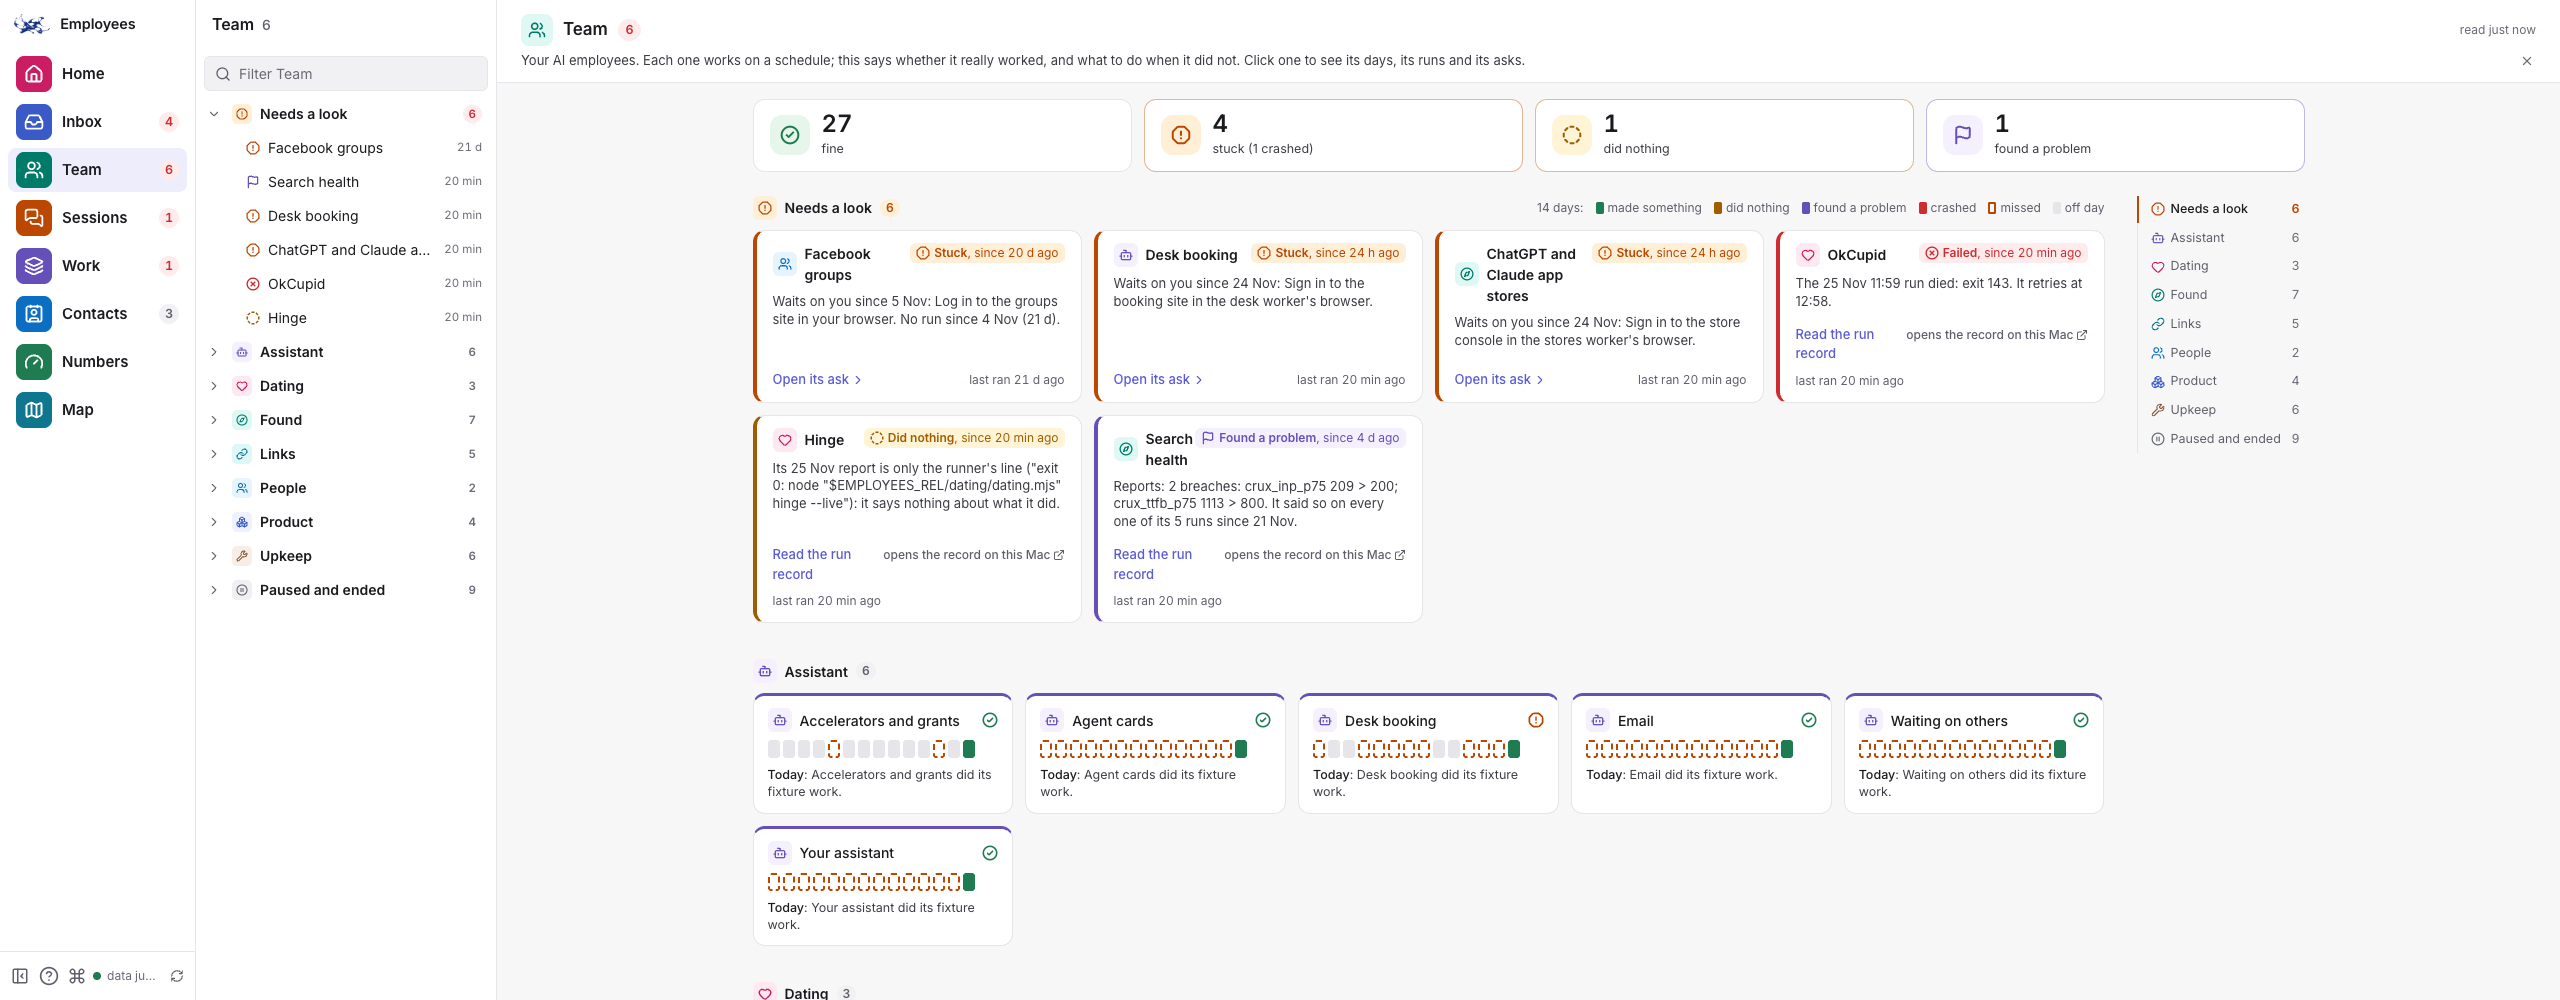 Employees
Home
Inbox 4
Team 6
Sessions 1
Work 1
Contacts 3
Numbers
Map
data ju...
Team 6
Filter Team
Needs a look 6
Facebook groups 21 d
Search health 20 min
Desk booking 20 min
ChatGPT and Claude a... 20 min
OkCupid 20 min
Hinge 20 min
Assistant 6
Dating 3
Found 7
Links 5
People 2
Product 4
Upkeep 6
Paused and ended 9
Team 6
read just now
Your AI employees. Each one works on a schedule; this says whether it really worked, and what to do when it did not. Click one to see its days, its runs and its asks.
27
fine
4
stuck (1 crashed)
1
did nothing
1
found a problem
Needs a look 6
14 days: made something did nothing found a problem crashed missed off day
Facebook groups
Stuck, since 20 d ago
Waits on you since 5 Nov: Log in to the groups
site in your browser. No run since 4 Nov (21 d).
Open its ask
last ran 21 d ago
Desk booking
Stuck, since 24 h ago
Waits on you since 24 Nov: Sign in to the
booking site in the desk worker's browser.
Open its ask
last ran 20 min ago
ChatGPT and
Claude app
stores
Stuck, since 24 h ago
Waits on you since 24 Nov: Sign in to the store
console in the stores worker's browser.
Open its ask
last ran 20 min ago
OkCupid
Failed, since 20 min ago
The 25 Nov 11:59 run died: exit 143. It retries at
12:58.
Read the run
record
opens the record on this Mac
last ran 20 min ago
Hinge
Did nothing, since 20 min ago
Its 25 Nov report is only the runner's line ("exit
0: node "$EMPLOYEES_REL/dating/dating.mjs"
hinge --live"): it says nothing about what it did.
Read the run
record
opens the record on this Mac
last ran 20 min ago
Search
health
Found a problem, since 4 d ago
Reports: 2 breaches: crux_inp_p75 209 > 200;
crux_ttfb_p75 1113 > 800. It said so on every
one of its 5 runs since 21 Nov.
Read the run
record
opens the record on this Mac
last ran 20 min ago
Needs a look 6
Assistant 6
Dating 3
Found 7
Links 5
People 2
Product 4
Upkeep 6
Paused and ended 9
Assistant 6
Accelerators and grants
Today: Accelerators and grants did its
fixture work.
Agent cards
Today: Agent cards did its fixture
work.
Desk booking
Today: Desk booking did its fixture
work.
Email
Today: Email did its fixture work.
Waiting on others
Today: Waiting on others did its fixture
work.
Your assistant
Today: Your assistant did its fixture
work.
Dating 3